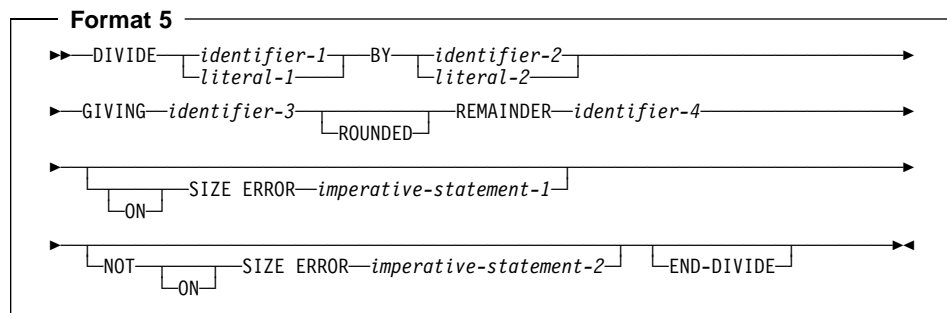 Format 5
DIVIDE identifier-1 BY identifier-2
literal-1 literal-2
GIVING identifier-3 REMAINDER identifier-4
ROUNDED
SIZE ERROR imperative-statement-1
ON
NOT SIZE ERROR imperative-statement-2 END-DIVIDE
ON